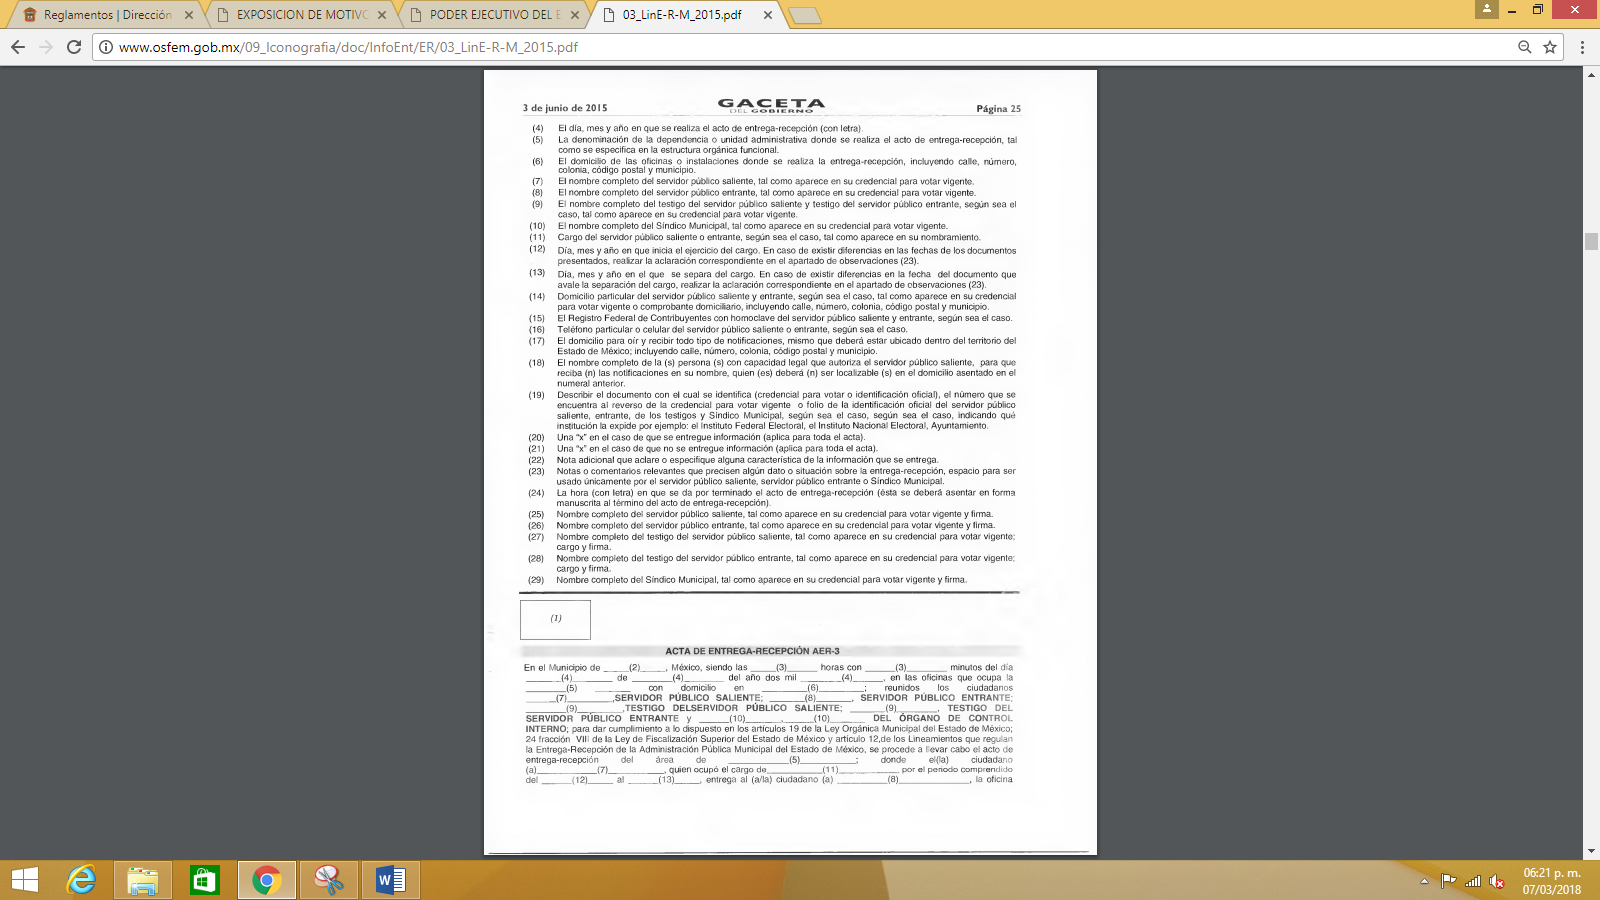 Reglamentos | Dirección
EXPOSICION DE MOTIVO
PODER EJECUTIVO DEL E
03_LinE-R-M_2015.pdf
www.osfem.gob.mx/09_Iconografia/doc/InfoEnt/ER/03_LinE-R-M_2015.pdf
3 de junio de 2015
GACETA
DEL GOBIERNO
Página 25
(4) El día, mes y año en que se realiza el acto de entrega-recepción (con letra).
(5) La denominación de la dependencia o unidad administrativa donde se realiza el acto de entrega-recepción, tal
como se especifica en la estructura orgánica funcional.
(6) El domicilio de las oficinas o instalaciones donde se realiza la entrega-recepción, incluyendo calle, número,
colonia, código postal y municipio.
(7) El nombre completo del servidor público saliente, tal como aparece en su credencial para votar vigente.
(8) El nombre completo del servidor público entrante, tal como aparece en su credencial para votar vigente.
(9) El nombre completo del testigo del servidor público saliente y testigo del servidor público entrante, según sea el
caso, tal como aparece en su credencial para votar vigente.
(10) El nombre completo del Síndico Municipal, tal como aparece en su credencial para votar vigente.
(11) Cargo del servidor público saliente o entrante, según sea el caso, tal como aparece en su nombramiento.
(12) Día, mes y año en que inicia el ejercicio del cargo. En caso de existir diferencias en las fechas de los documentos
presentados, realizar la aclaración correspondiente en el apartado de observaciones (23).
(13) Día, mes y año en el que se separa del cargo. En caso de existir diferencias en la fecha del documento que
avale la separación del cargo, realizar la aclaración correspondiente en el apartado de observaciones (23).
(14) Domicilio particular del servidor público saliente y entrante, según sea el caso, tal como aparece en su credencial
para votar vigente o comprobante domiciliario, incluyendo calle, número, colonia, código postal y municipio.
(15) El Registro Federal de Contribuyentes con homoclave del servidor público saliente y entrante, según sea el caso.
(16) Teléfono particular o celular del servidor público saliente o entrante, según sea el caso.
(17) El domicilio para oír y recibir todo tipo de notificaciones, mismo que deberá estar ubicado dentro del territorio del
Estado de México; incluyendo calle, número, colonia, código postal y municipio.
(18) El nombre completo de la (s) persona (s) con capacidad legal que autoriza el servidor público saliente, para que
reciba (n) las notificaciones en su nombre, quien (es) deberá (n) ser localizable (s) en el domicilio asentado en el
numeral anterior.
(19) Describir el documento con el cual se identifica (credencial para votar o identificación oficial), el número que se
encuentra al reverso de la credencial para votar vigente o folio de la identificación oficial del servidor público
saliente, entrante, de los testigos y Síndico Municipal, según sea el caso, según sea el caso, indicando qué
institución la expide por ejemplo: el Instituto Federal Electoral, el Instituto Nacional Electoral, Ayuntamiento.
(20) Una "x" en el caso de que se entregue información (aplica para toda el acta).
(21) Una "x" en el caso de que no se entregue información (aplica para toda el acta).
(22) Nota adicional que aclare o especifique alguna característica de la información que se entrega.
(23) Notas o comentarios relevantes que precisen algún dato o situación sobre la entrega-recepción, espacio para ser
usado únicamente por el servidor público saliente, servidor público entrante o Síndico Municipal.
(24) La hora (con letra) en que se da por terminado el acto de entrega-recepción (ésta se deberá asentar en forma
manuscrita al término del acto de entrega-recepción).
(25) Nombre completo del servidor público saliente, tal como aparece en su credencial para votar vigente y firma.
(26) Nombre completo del servidor público entrante, tal como aparece en su credencial para votar vigente y firma.
(27) Nombre completo del testigo del servidor público saliente, tal como aparece en su credencial para votar vigente;
cargo y firma.
(28) Nombre completo del testigo del servidor público entrante, tal como aparece en su credencial para votar vigente;
cargo y firma.
(29) Nombre completo del Síndico Municipal, tal como aparece en su credencial para votar vigente y firma.
(1)
ACTA DE ENTREGA-RECEPCIÓN AER-3
En el Municipio de _____(2)_____, México, siendo las _____(3)______ horas con ______(3)________ minutos del día
_______(4)________ de ________(4)________ del año dos mil ________(4)______, en las oficinas que ocupa la
________(5) _______ con domicilio en _________(6)_________; reunidos los ciudadanos
______(7)_________,SERVIDOR PÚBLICO SALIENTE; _______(8)_______, SERVIDOR PÚBLICO ENTRANTE;
________(9)_________,TESTIGO DELSERVIDOR PÚBLICO SALIENTE; _______(9)________, TESTIGO DEL
SERVIDOR PÚBLICO ENTRANTE y ______(10)_______,______(10)_______ DEL ÓRGANO DE CONTROL
INTERNO; para dar cumplimiento a lo dispuesto en los artículos 19 de la Ley Orgánica Municipal del Estado de México;
24 fracción VIII de la Ley de Fiscalización Superior del Estado de México y artículo 12,de los Lineamientos que regulan
la Entrega-Recepción de la Administración Pública Municipal del Estado de México, se procede a llevar cabo el acto de
entrega-recepción del área de ____________(5)____________; donde el(la) ciudadano
(a)____________(7)___________, quien ocupó el cargo de___________(11)____________ por el periodo comprendido
del ______(12)_____ al ______(13)_____, entrega al (a/la) ciudadano (a) __________(8)______________, la oficina
06:21 p. m.
07/03/2018